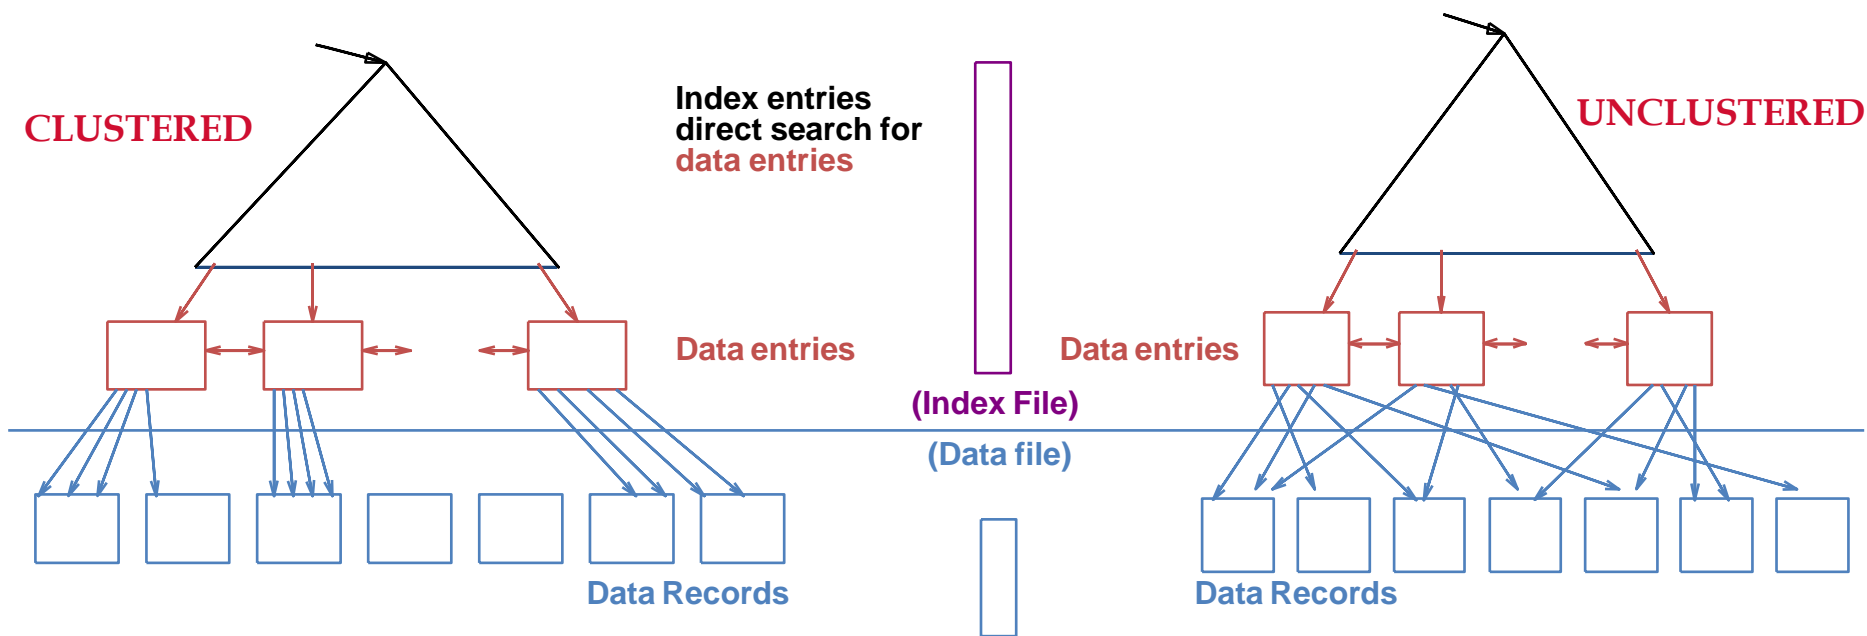 CLUSTERED
Index entries
direct search for
data entries
UNCLUSTERED
Data entries
Data entries
(Index File)
(Data file)
Data Records
Data Records